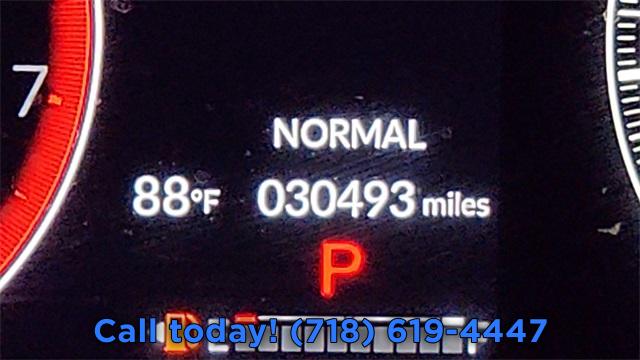 7
NORMAL
88°F 030493 miles
P
Call today! (718) 619-4447